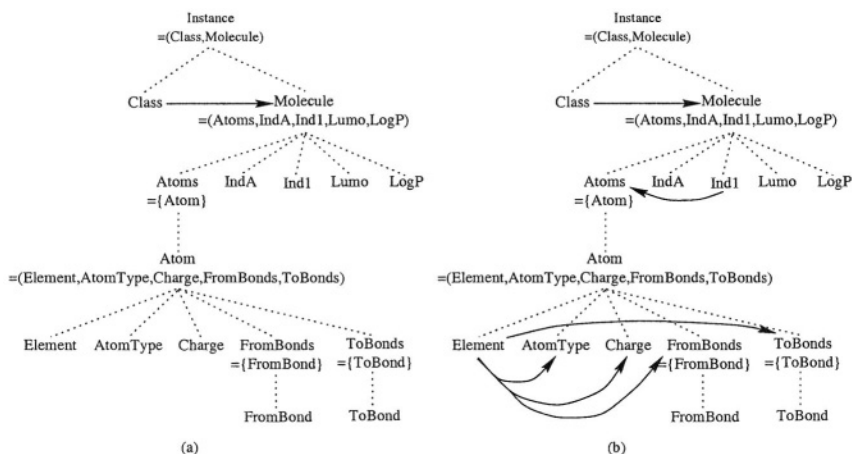 Instance
=(Class,Molecule)
Class
Molecule
=(Atoms,IndA,Ind1,Lumo,LogP)
Atoms
IndA
Ind1
Lumo
LogP
={Atom}
Atom
=(Element,AtomType,Charge,FromBonds,ToBonds)
Element
AtomType
Charge
FromBonds
ToBonds
={FromBond}
={ToBond}
FromBond
ToBond
(a)
Instance
=(Class,Molecule)
Class
Molecule
=(Atoms,IndA,Ind1,Lumo,LogP)
Atoms
IndA
Ind1
Lumo
LogP
={Atom}
Atom
=(Element,AtomType,Charge,FromBonds,ToBonds)
Element
AtomType
Charge
FromBonds
ToBonds
={FromBond}
={ToBond}
FromBond
ToBond
(b)